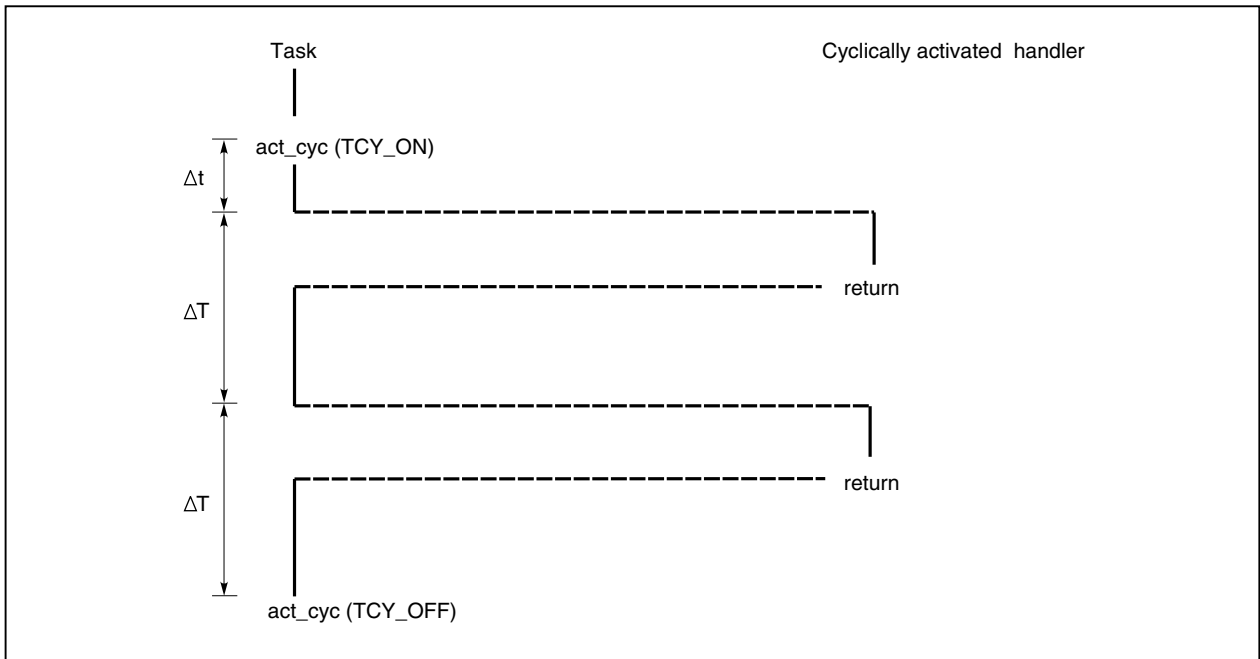 Task
Cyclically activated handler
act_cyc (TCY_ON)
Δt
return
ΔT
return
ΔT
act_cyc (TCY_OFF)